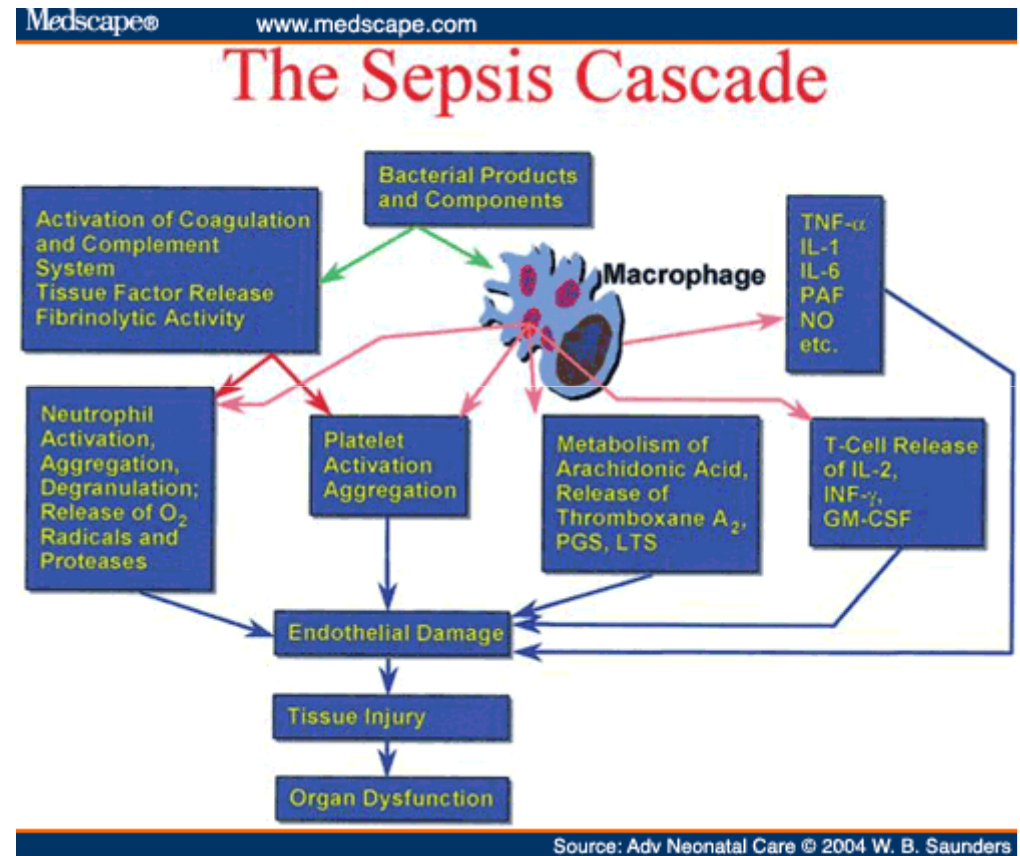 Medscape® www.medscape.com
The Sepsis Cascade
Bacterial Products
and Components
Activation of Coagulation
and Complement
System
Tissue Factor Release
Fibrinolytic Activity
Macrophage
TNF-α
IL-1
IL-6
PAF
NO
etc.
Neutrophil
Activation,
Aggregation,
Degranulation;
Release of O₂
Radicals and
Proteases
Platelet
Activation
Aggregation
Metabolism of
Arachidonic Acid,
Release of
Thromboxane A₂,
PGS, LTS
T-Cell Release
of IL-2,
INF-γ,
GM-CSF
Endothelial Damage
Tissue Injury
Organ Dysfunction
Source: Adv Neonatal Care © 2004 W. B. Saunders